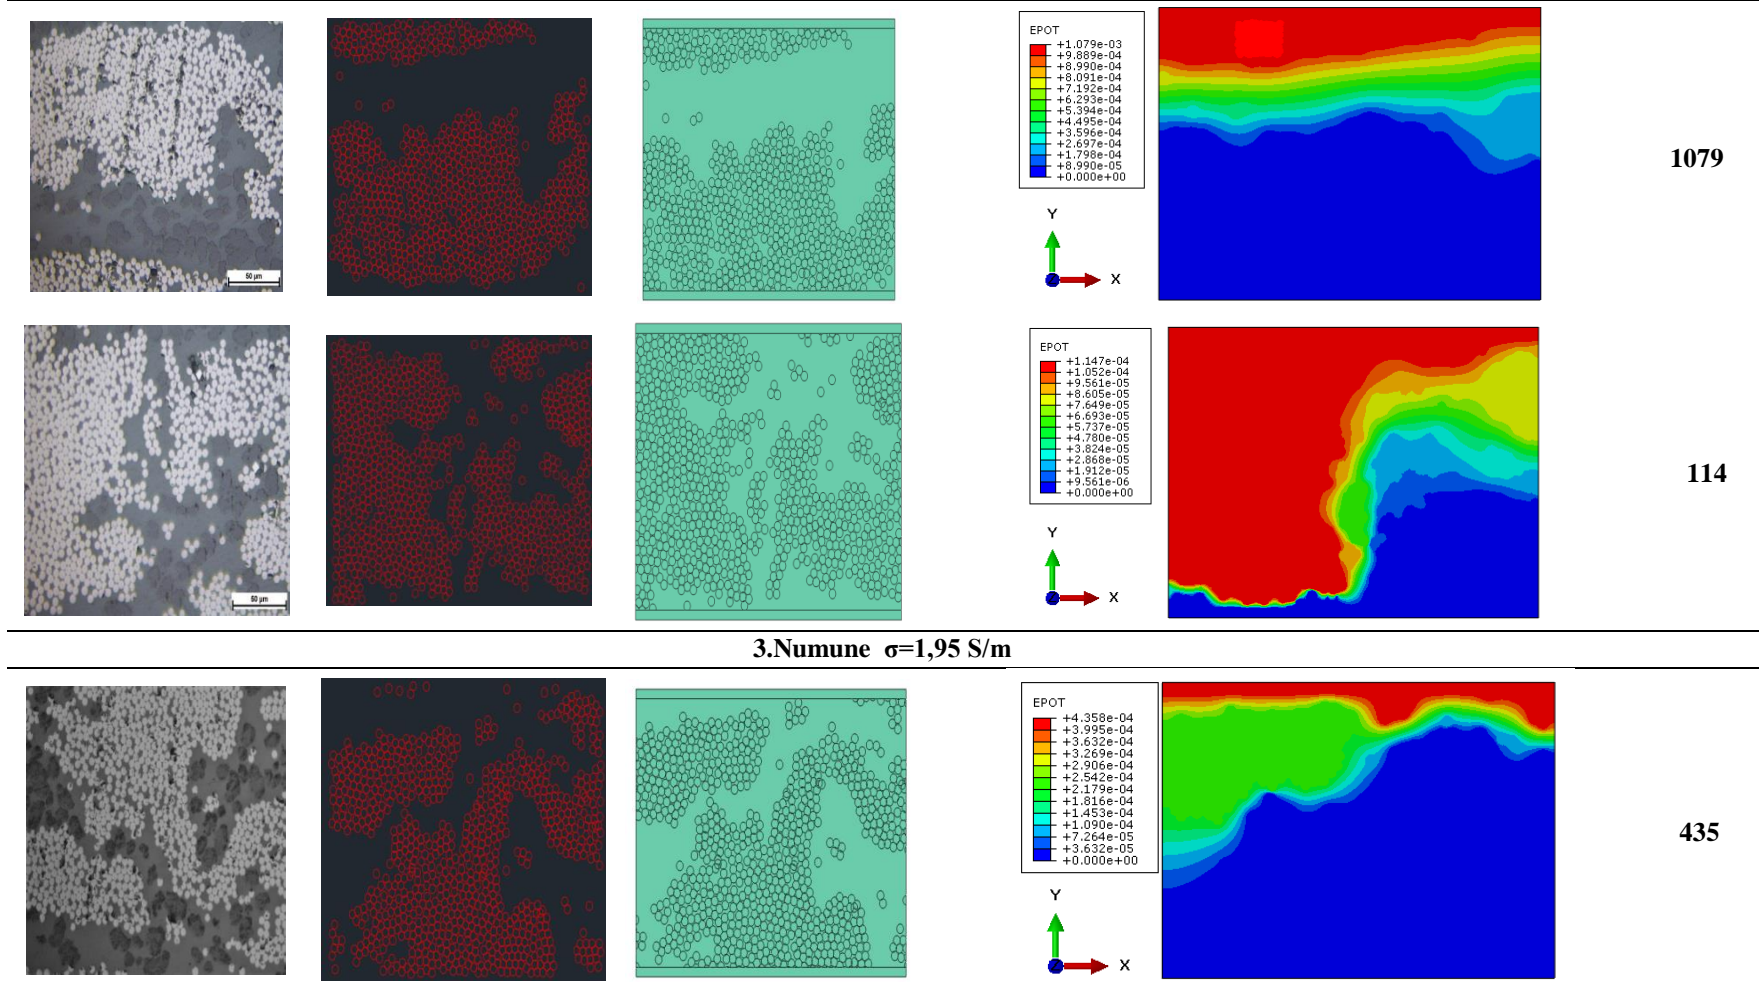 50 µm
EPOT
+1.079e-03
+9.889e-04
+8.990e-04
+8.091e-04
+7.192e-04
+6.293e-04
+5.394e-04
+4.495e-04
+3.596e-04
+2.697e-04
+1.798e-04
+8.990e-05
+0.000e+00
Y
X
1079
50 µm
EPOT
+1.147e-04
+1.052e-04
+9.561e-05
+8.605e-05
+7.649e-05
+6.693e-05
+5.737e-05
+4.780e-05
+3.824e-05
+2.868e-05
+1.912e-05
+9.561e-06
+0.000e+00
Y
X
114
3.Numune σ=1,95 S/m
EPOT
+4.358e-04
+3.995e-04
+3.632e-04
+3.269e-04
+2.906e-04
+2.542e-04
+2.179e-04
+1.816e-04
+1.453e-04
+1.090e-04
+7.264e-05
+3.632e-05
+0.000e+00
Y
X
435